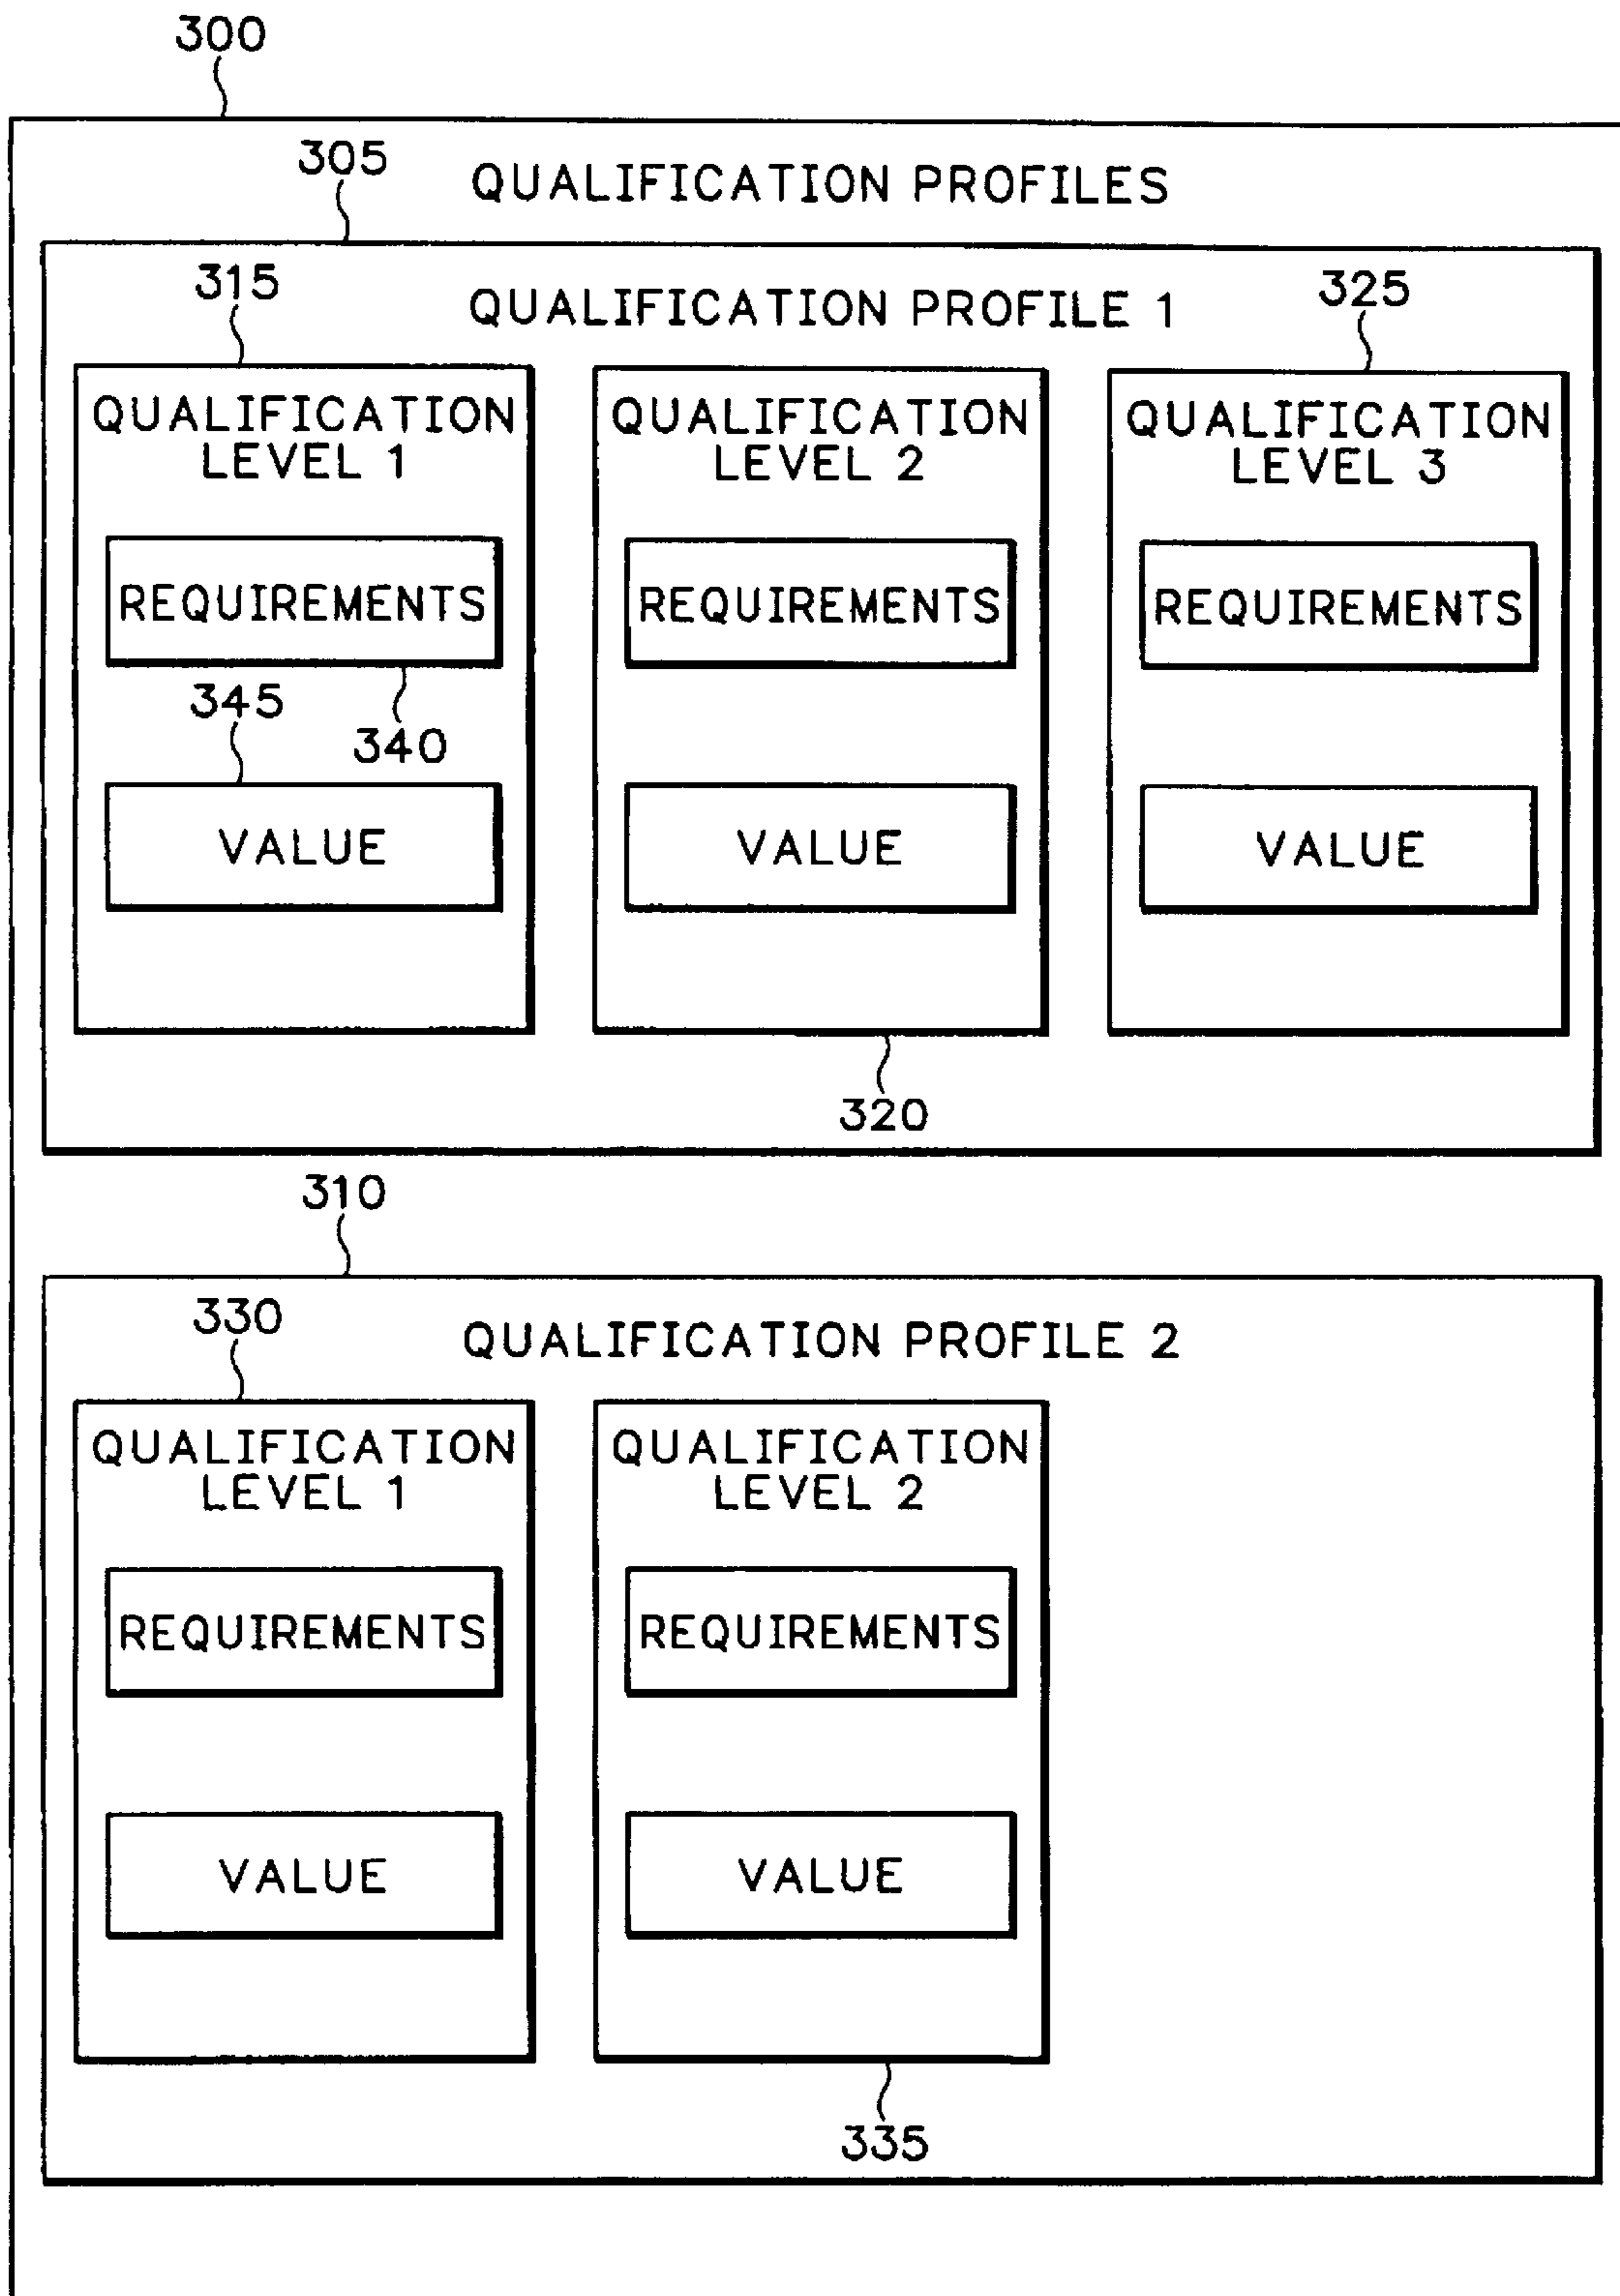 300
305
QUALIFICATION PROFILES
315
QUALIFICATION PROFILE 1
325
QUALIFICATION
LEVEL 1
QUALIFICATION
LEVEL 2
QUALIFICATION
LEVEL 3
REQUIREMENTS
REQUIREMENTS
REQUIREMENTS
345
340
VALUE
VALUE
VALUE
320
310
330
QUALIFICATION PROFILE 2
QUALIFICATION
LEVEL 1
QUALIFICATION
LEVEL 2
REQUIREMENTS
REQUIREMENTS
VALUE
VALUE
335